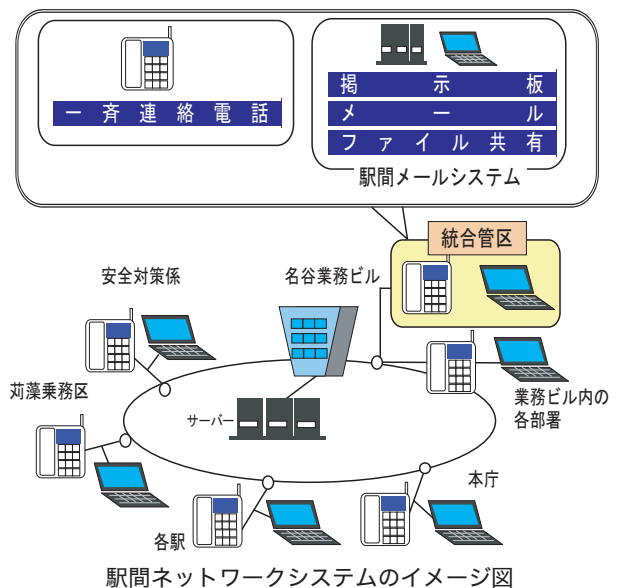 一斉連絡電話
掲示板
メール
ファイル共有
駅間メールシステム
統合管区
安全対策係
名谷業務ビル
苅藻乗務区
サーバー
業務ビル内の
各部署
本庁
各駅
駅間ネットワークシステムのイメージ図